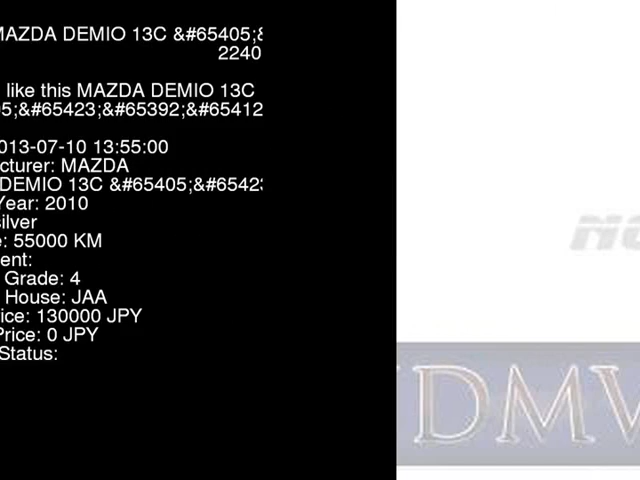 MAZDA DEMIO 13C &#65405;&
2240
like this MAZDA DEMIO 13C
5;&#65423;&#65392;&#65412
013-07-10 13:55:00
cturer: MAZDA
DEMIO 13C &#65405;&#6542
Year: 2010
silver
e: 55000 KM
ent:
Grade: 4
House: JAA
ice: 130000 JPY
Price: 0 JPY
Status:
DMV